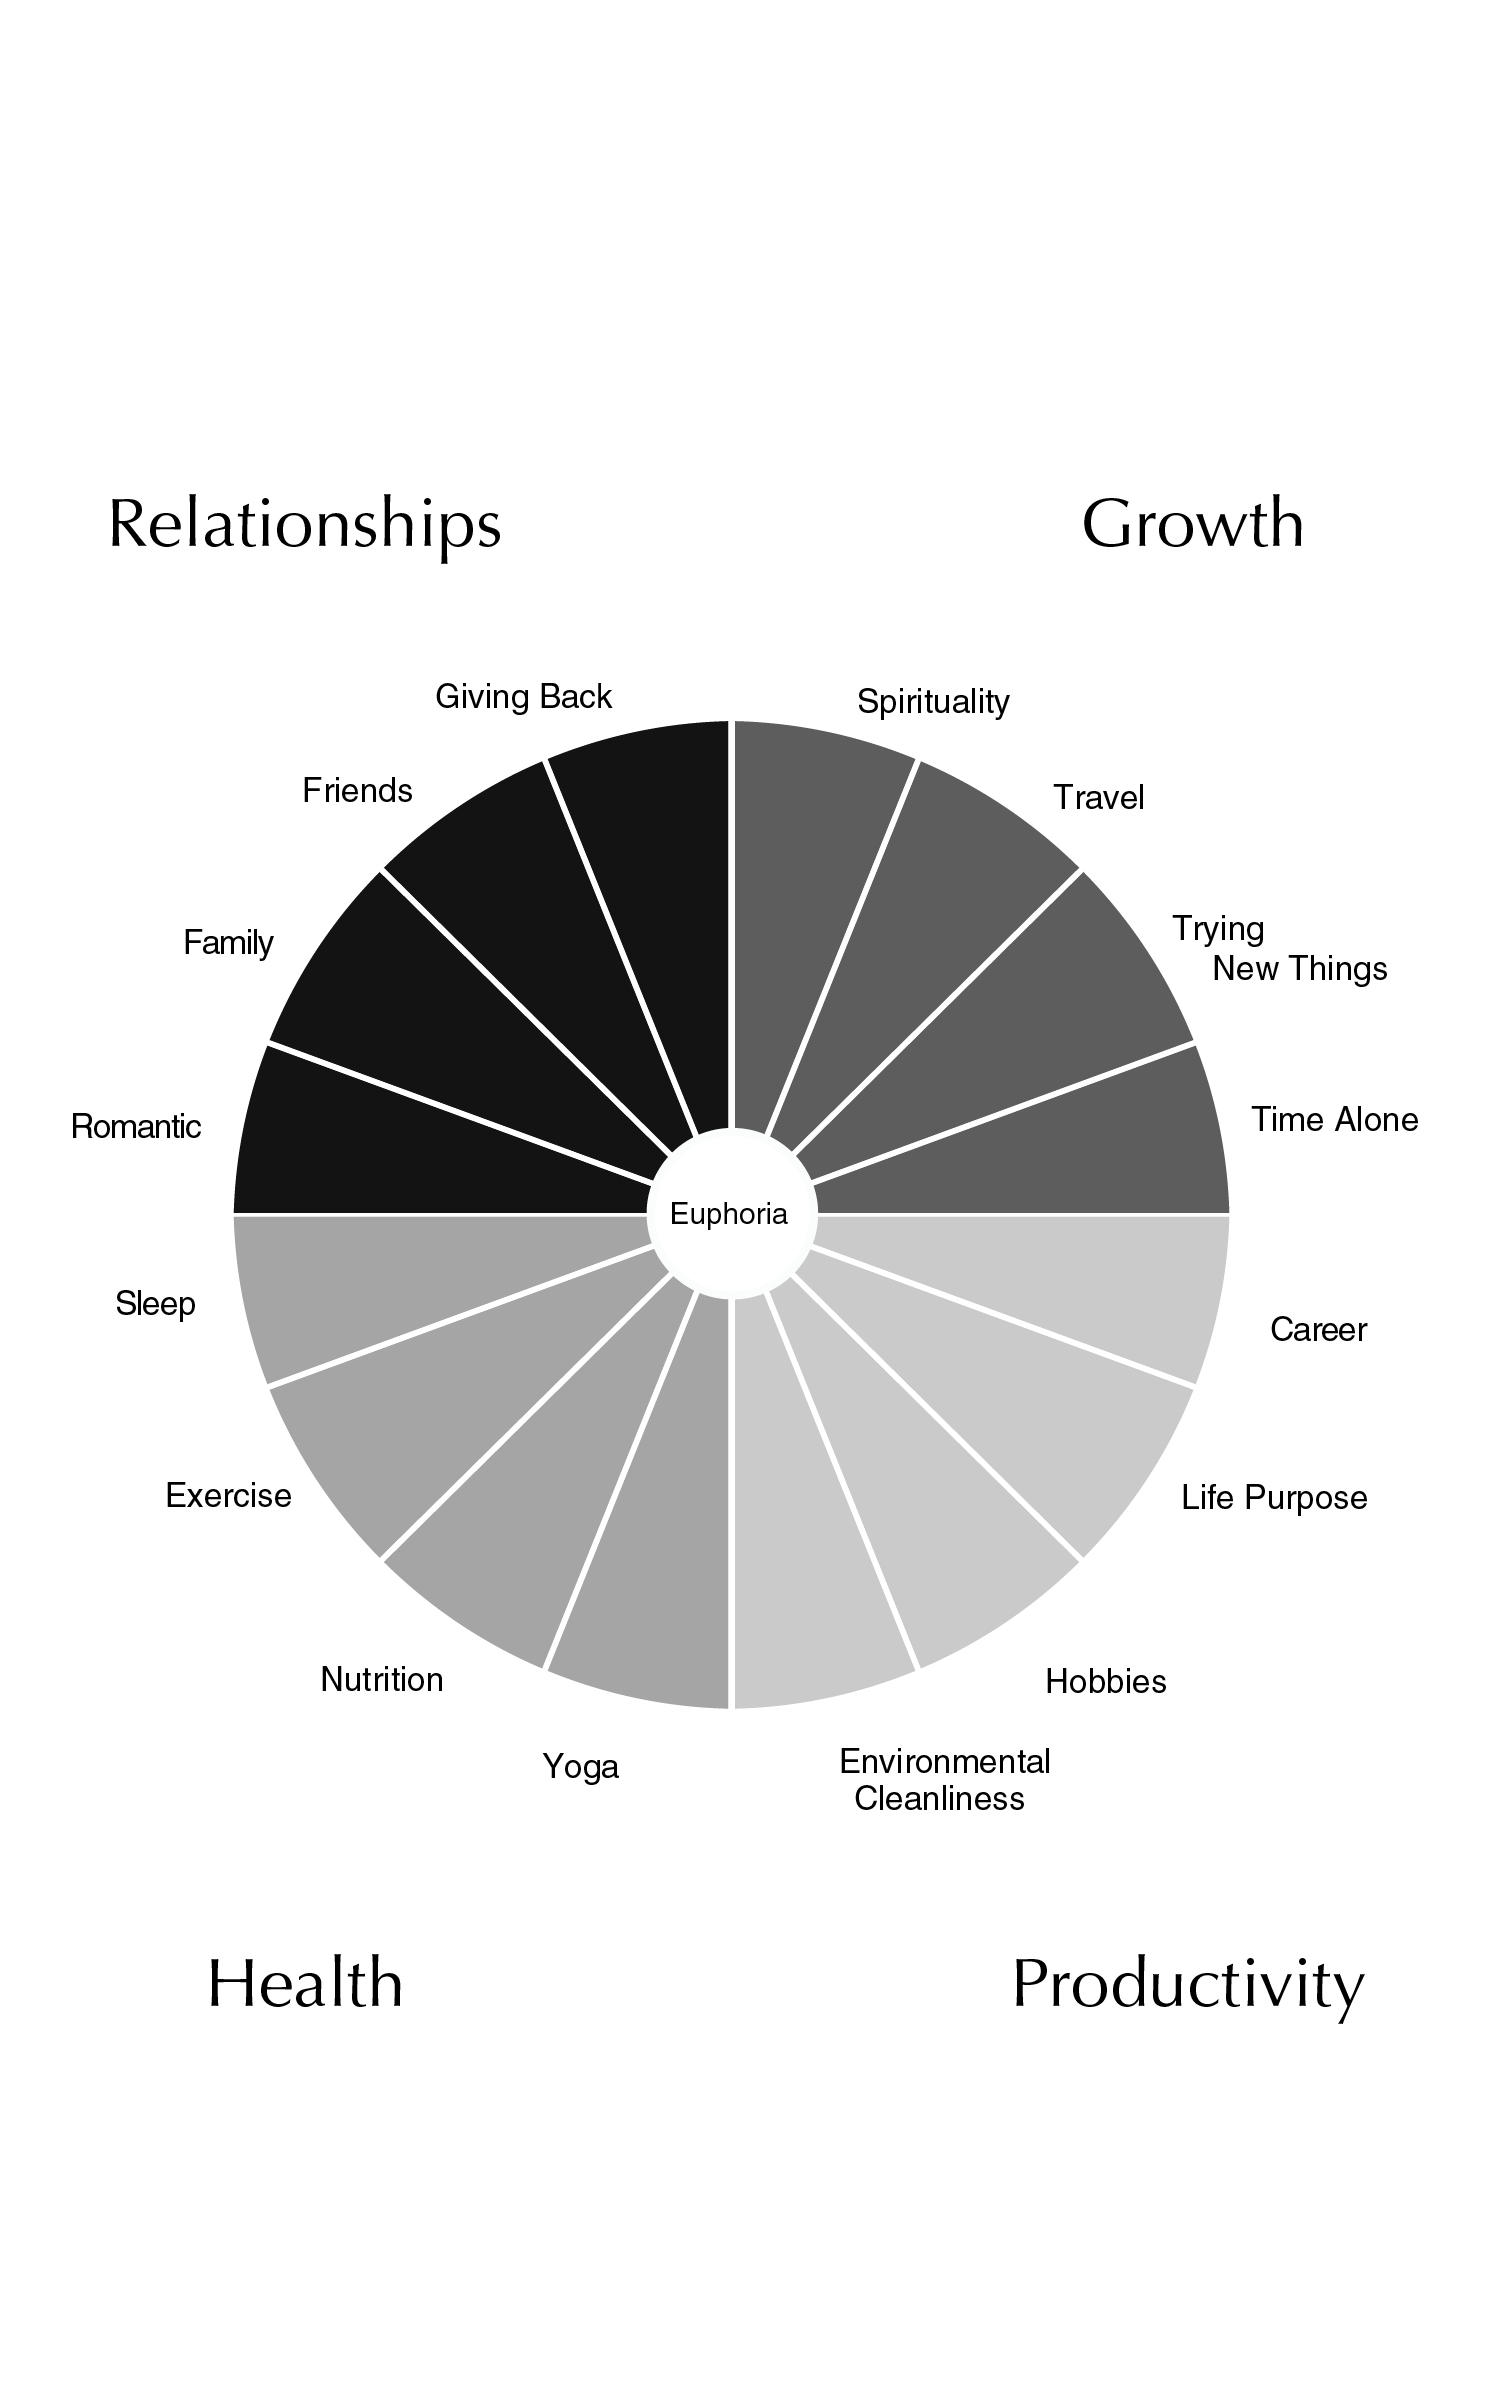 Relationships
Growth
Giving Back
Spirituality
Friends
Travel
Trying
New Things
Family
Romantic
Time Alone
Euphoria
Sleep
Career
Exercise
Life Purpose
Nutrition
Hobbies
Yoga
Environmental
Cleanliness
Health
Productivity